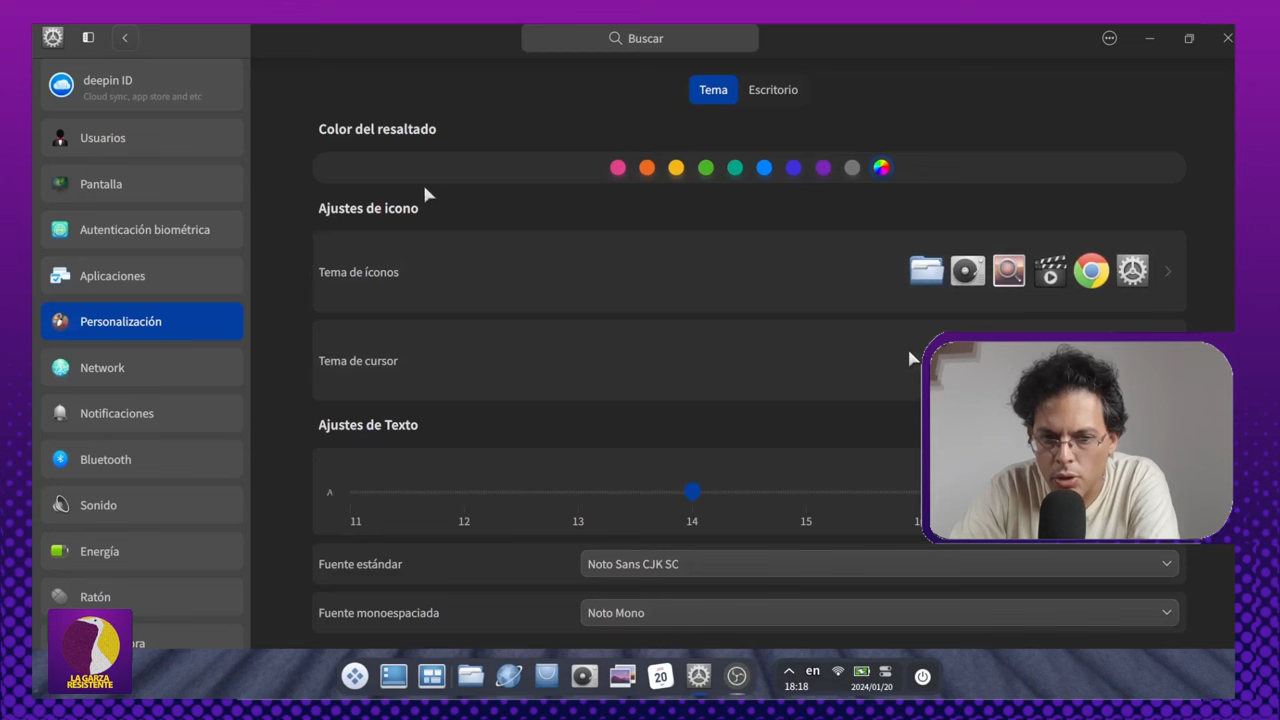 Buscar
deepin ID
Cloud sync, app store and etc
Usuarios
Pantalla
Autenticación biométrica
Aplicaciones
Personalización
Network
Notificaciones
Bluetooth
Sonido
Energía
Ratón
ora
Tema
Escritorio
Color del resaltado
Ajustes de icono
Tema de íconos
Tema de cursor
Ajustes de Texto
A
11 12 13 14 15
Fuente estándar
Noto Sans CJK SC
Fuente monoespaciada
Noto Mono
LA GARZA
RESISTENTE
20
en
18:18
2024/01/20